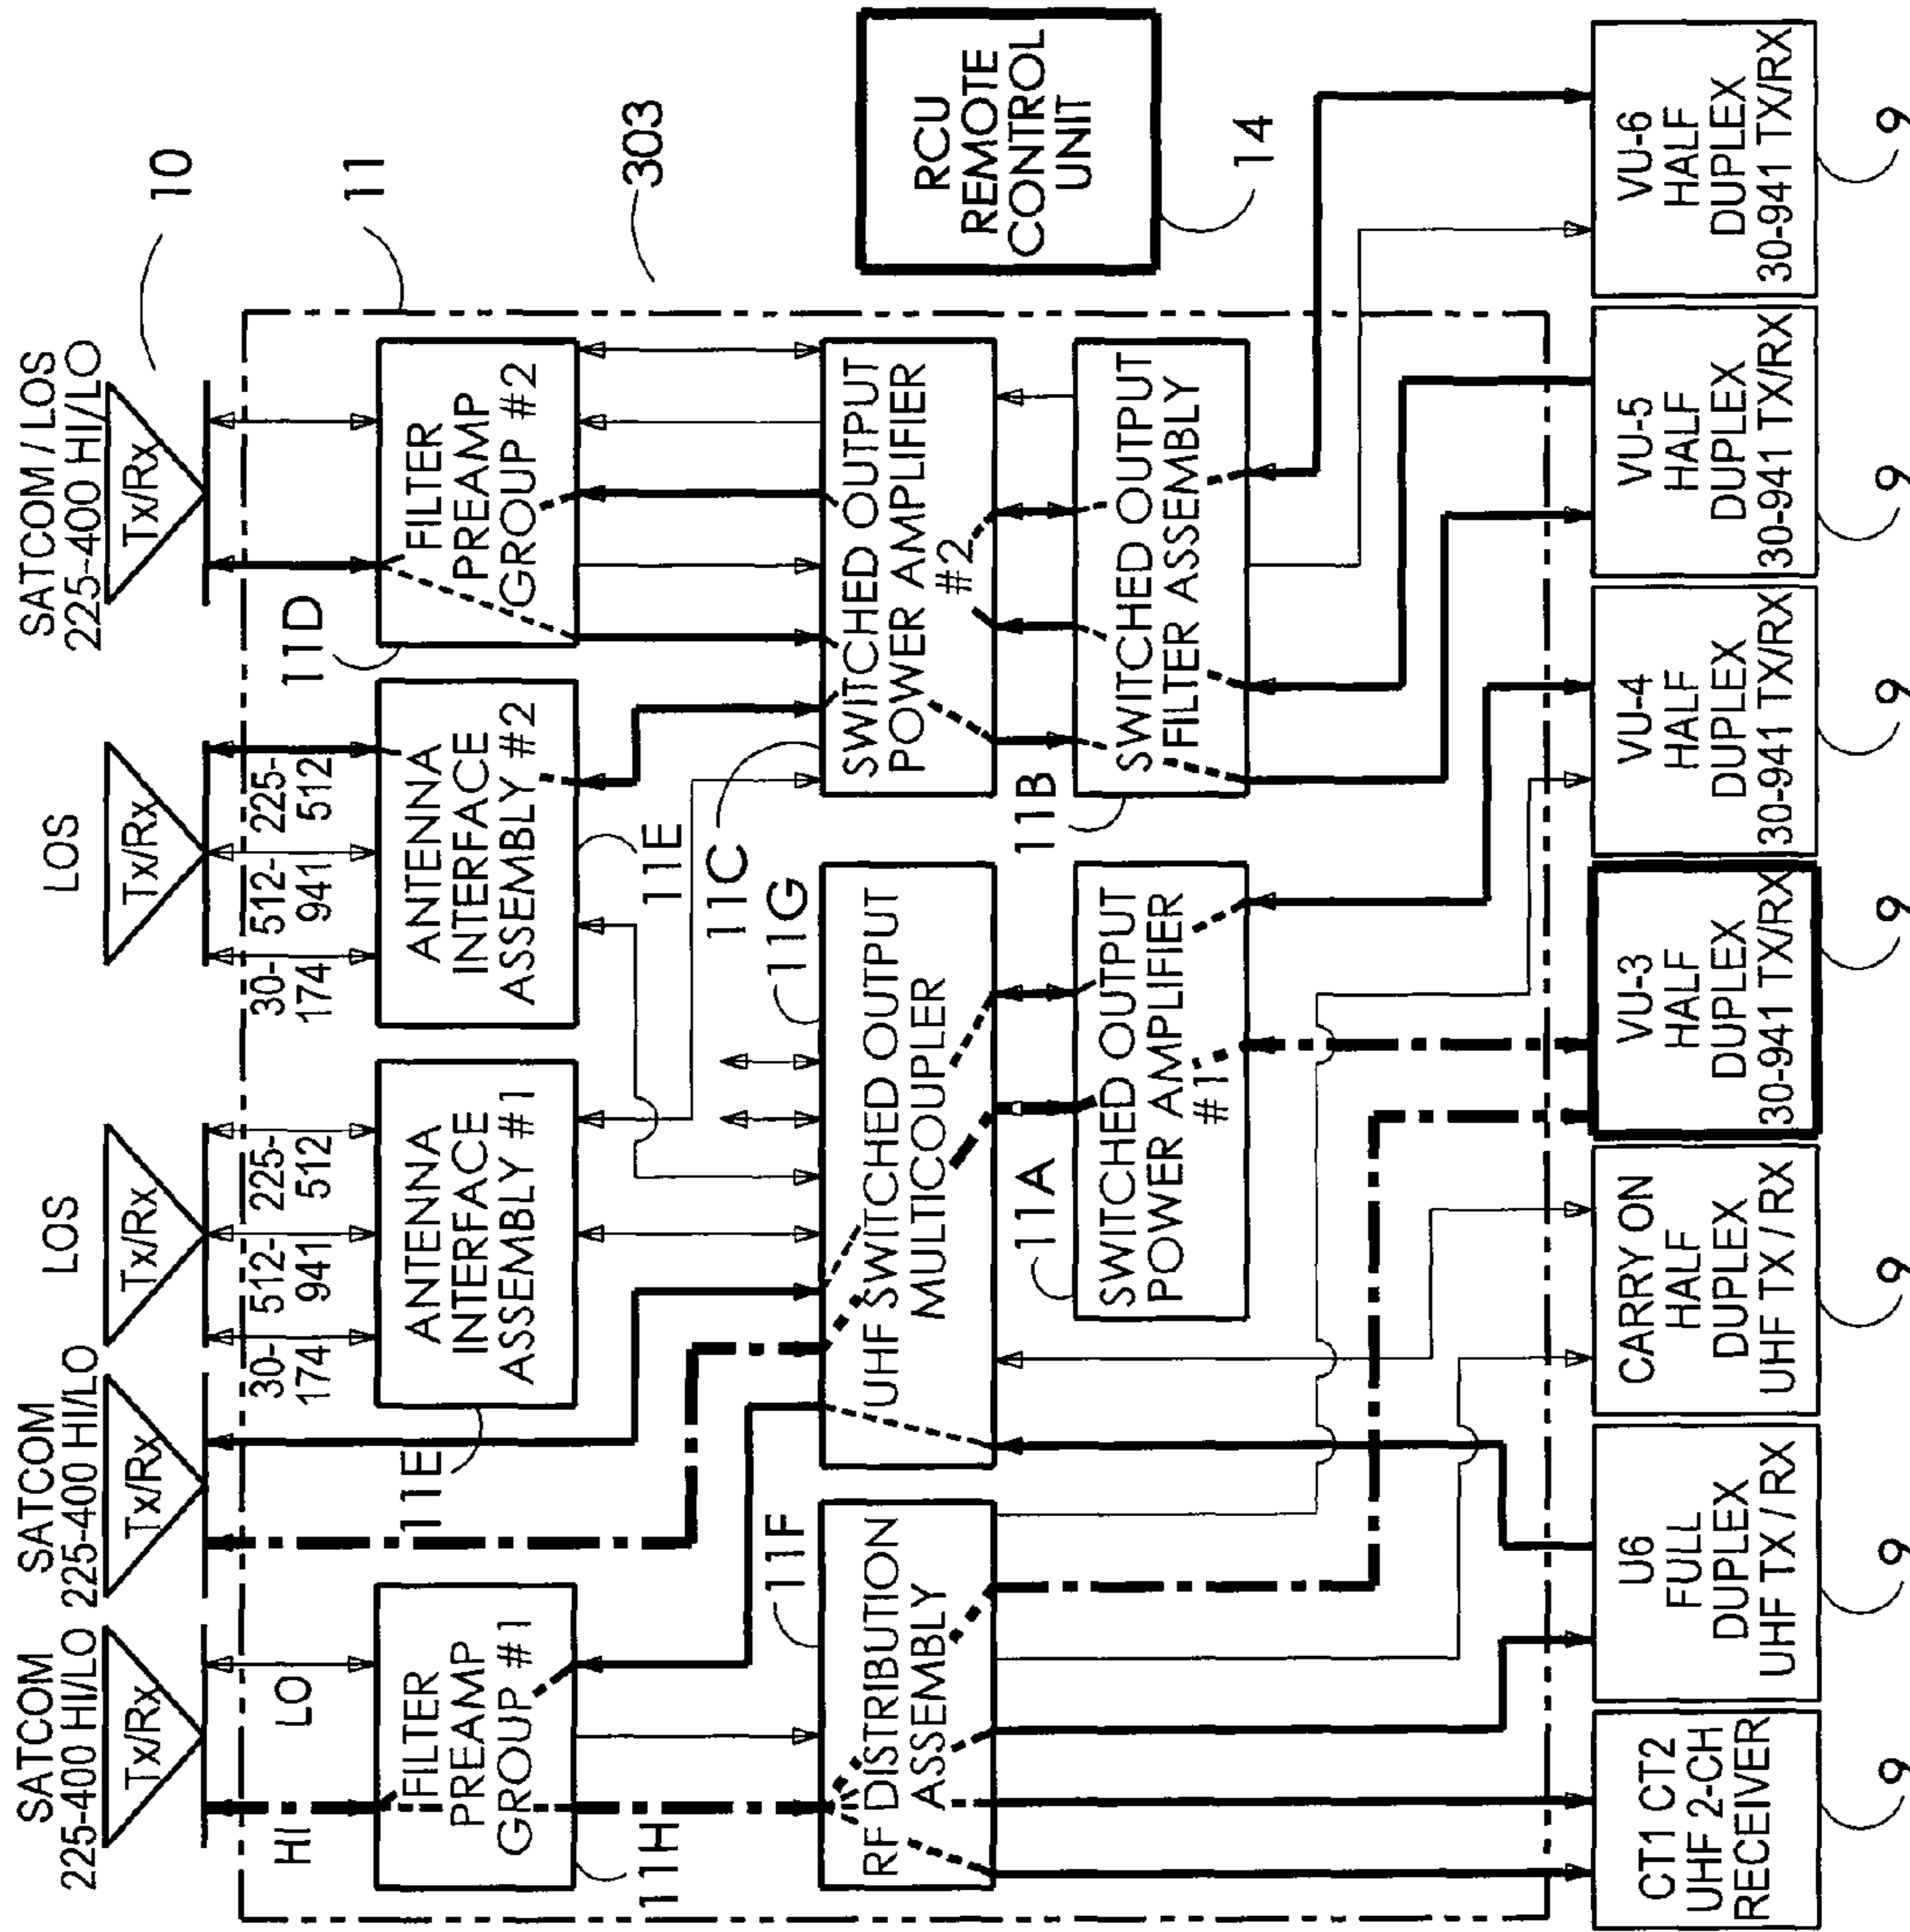 SATCOM
225-400 HI/LO
Tx/Rx
SATCOM
225-400 HI/LO
Tx/Rx
LOS
Tx/Rx
LOS
Tx/Rx
SATCOM / LOS
225-400 HI/LO
Tx/Rx
10
11
303
HI
LO
30-
174
512-
941
225-
512
30-
174
512-
941
225-
512
FILTER
PREAMP
GROUP #1
11H
ANTENNA
INTERFACE
ASSEMBLY #1
11E
ANTENNA
INTERFACE
ASSEMBLY #2
11E
FILTER
PREAMP
GROUP #2
11D
RCU
REMOTE
CONTROL
UNIT
14
RF DISTRIBUTION
ASSEMBLY
11F
UHF SWITCHED OUTPUT
MULTICOUPLER
11G
SWITCHED OUTPUT
POWER AMPLIFIER
#2
11C
SWITCHED OUTPUT
POWER AMPLIFIER
#1
11A
SWITCHED OUTPUT
FILTER ASSEMBLY
11B
CT1 CT2
UHF 2-CH
RECEIVER
9
U6
FULL
DUPLEX
UHF TX / RX
9
CARRY ON
HALF
DUPLEX
UHF TX / RX
9
VU-3
HALF
DUPLEX
30-941 TX/RX
9
VU-4
HALF
DUPLEX
30-941 TX/RX
9
VU-5
HALF
DUPLEX
30-941 TX/RX
9
VU-6
HALF
DUPLEX
30-941 TX/RX
9